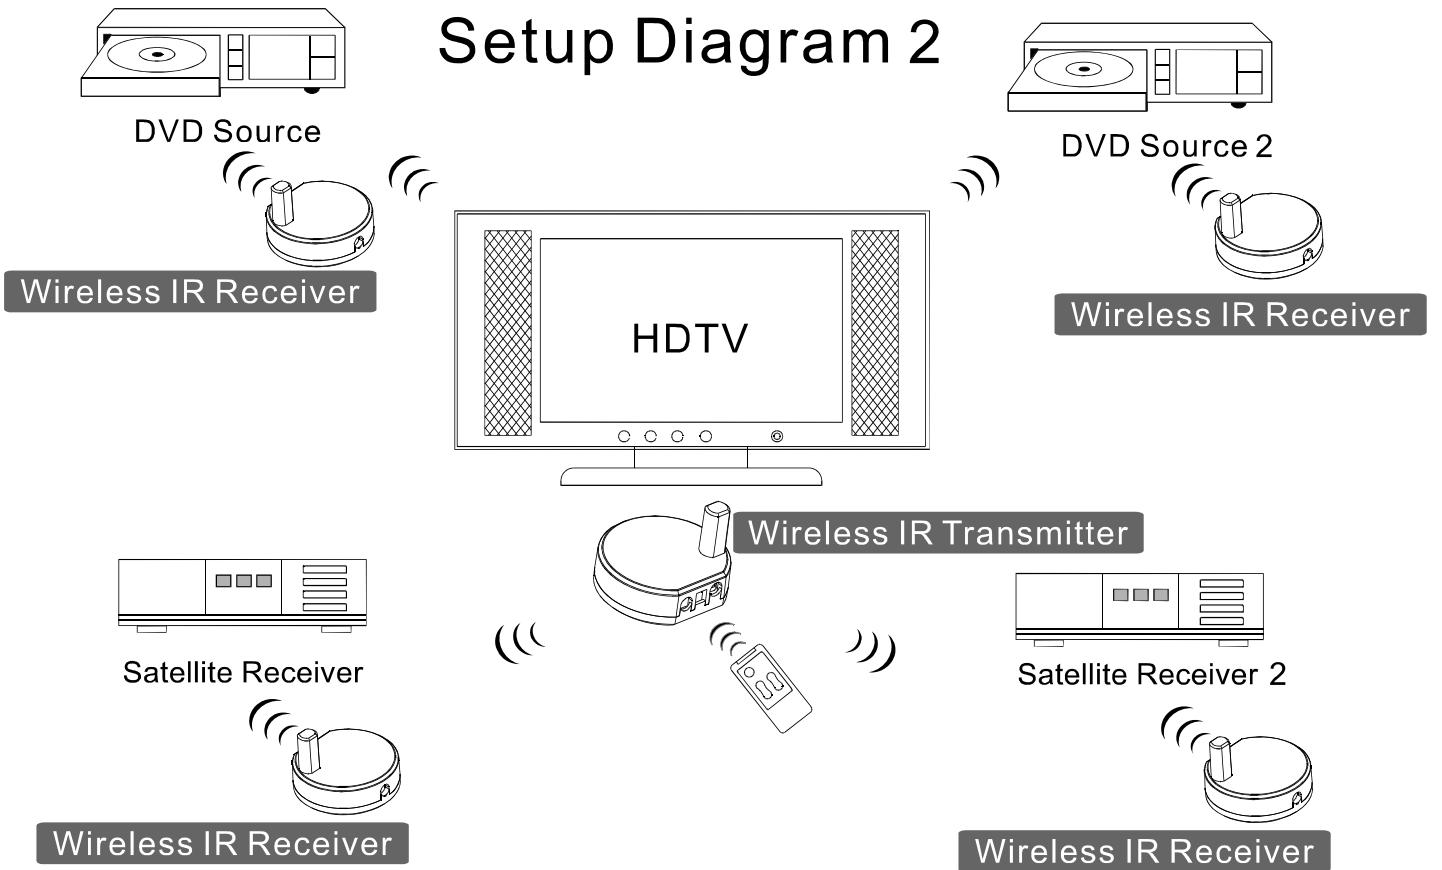 Setup Diagram 2
DVD Source
DVD Source 2
Wireless IR Receiver
Wireless IR Receiver
HDTV
Wireless IR Transmitter
Satellite Receiver
Satellite Receiver 2
Wireless IR Receiver
Wireless IR Receiver